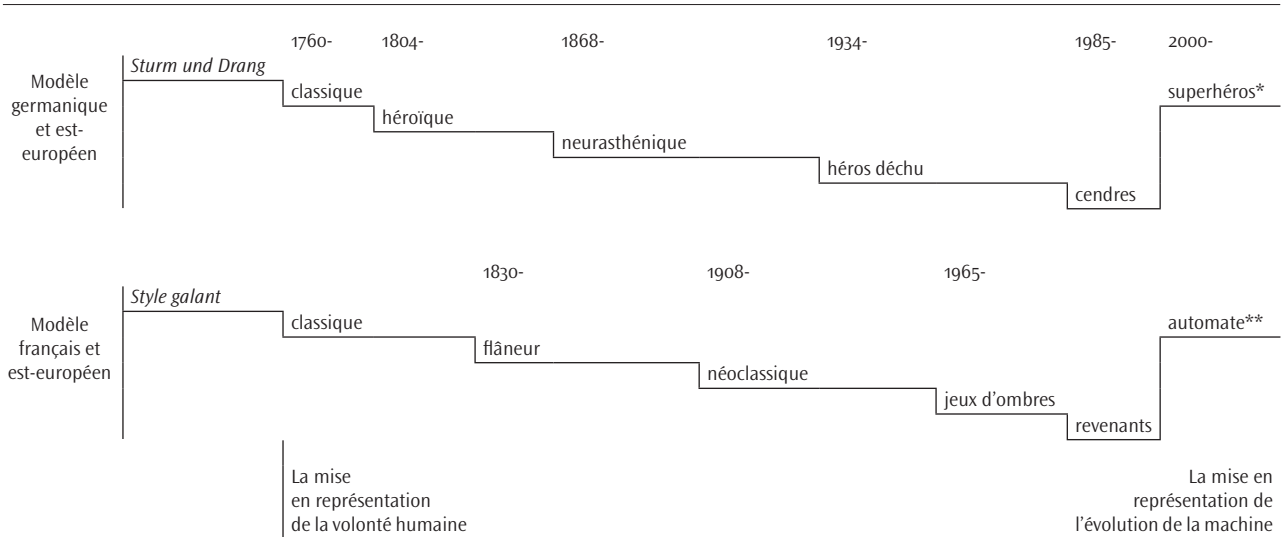 1760- 1804- 1868- 1934- 1985- 2000-
Sturm und Drang
Modèle
germanique
et est-
européen
classique
héroïque
neurasthénique
héros déchu
cendres
superhéros*
1830- 1908- 1965-
Style galant
Modèle
français et
est-européen
classique
flâneur
néoclassique
jeux d'ombres
revenants
automate**
La mise
en représentation
de la volonté humaine
La mise en
représentation de
l'évolution de la machine